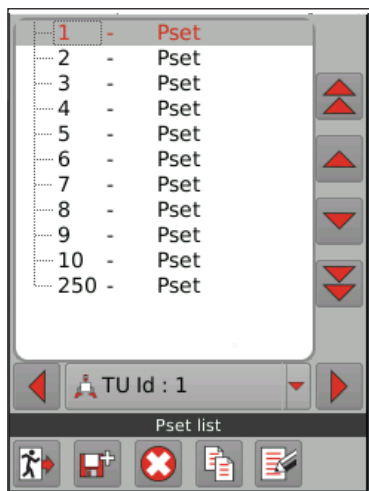 1 - Pset
2 - Pset
3 - Pset
4 - Pset
5 - Pset
6 - Pset
7 - Pset
8 - Pset
9 - Pset
10 - Pset
250 - Pset
TU Id : 1
Pset list